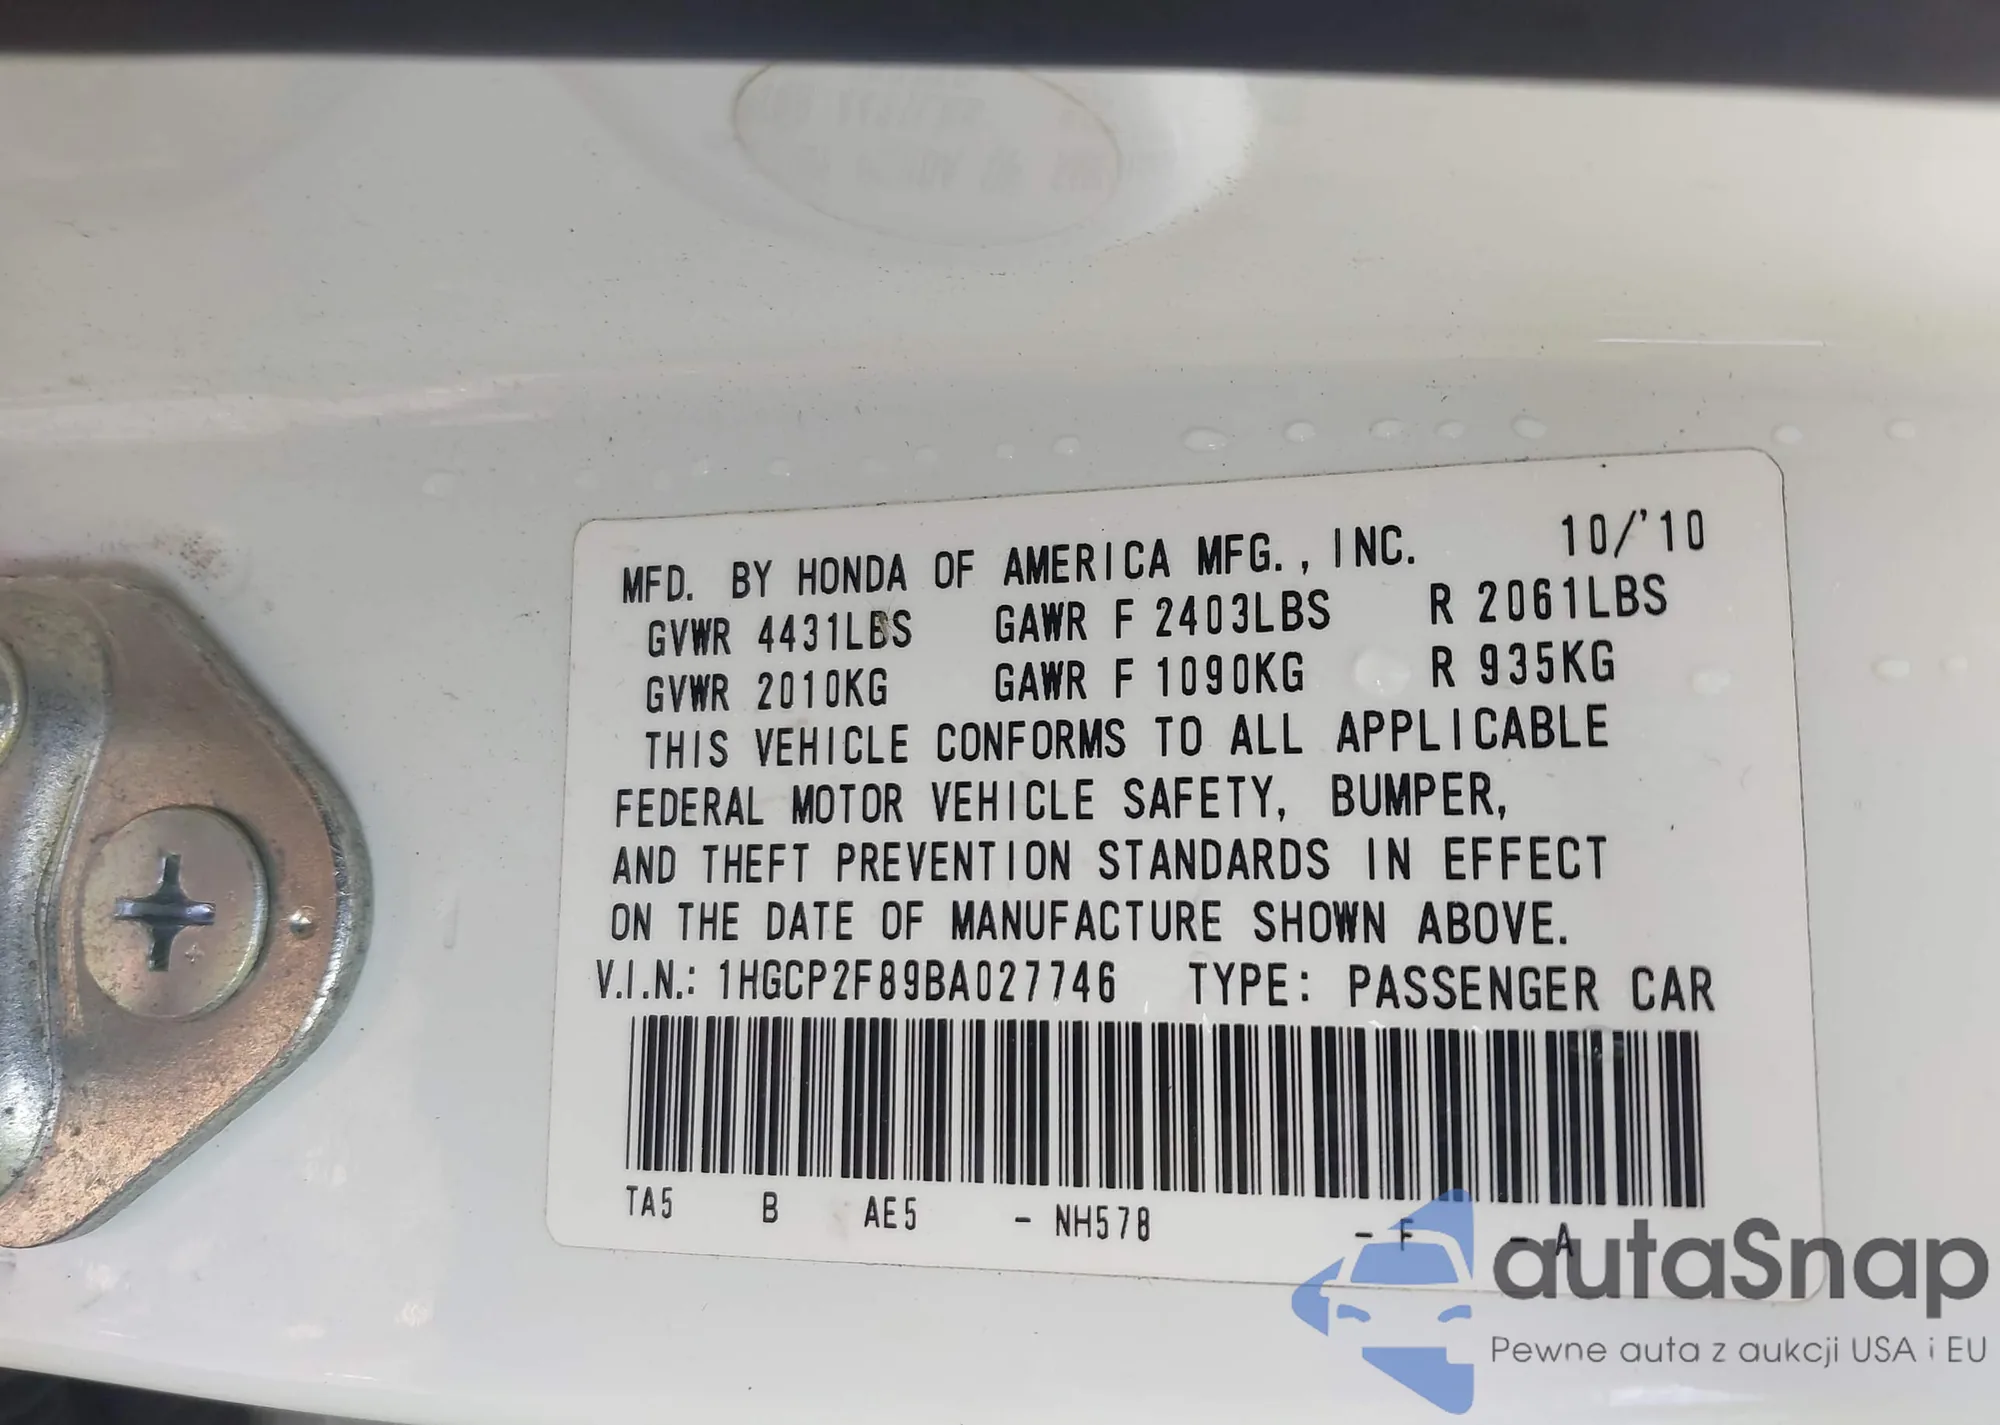 MFD. BY HONDA OF AMERICA MFG., INC. 10/'10
GVWR 4431LBS GAWR F 2403LBS R 2061LBS
GVWR 2010KG GAWR F 1090KG R 935KG
THIS VEHICLE CONFORMS TO ALL APPLICABLE
FEDERAL MOTOR VEHICLE SAFETY, BUMPER,
AND THEFT PREVENTION STANDARDS IN EFFECT
ON THE DATE OF MANUFACTURE SHOWN ABOVE.
V.I.N.: 1HGCP2F89BA027746 TYPE: PASSENGER CAR
TA5 B AE5 - NH578 - F - A
autaSnap
Pewne auta z aukcji USA i EU